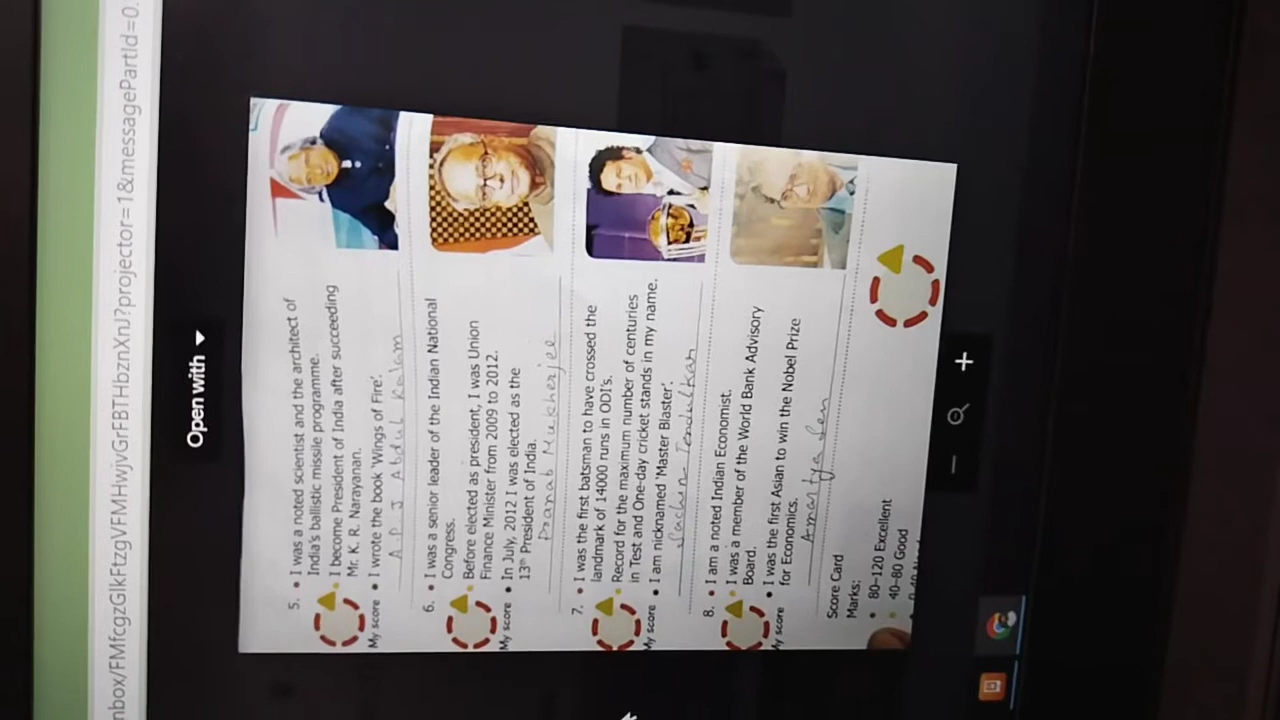 nbox/FMfcgzGlkFtzgVFMHwjvGrFBTHbznXnJ?projector=1&messagePartId=0.
Open with
5. • I was a noted scientist and the architect of
India's ballistic missile programme.
• I become President of India after succeeding
Mr. K. R. Narayanan.
My score • I wrote the book 'Wings of Fire'.
A P J Abdul Kalam
6. • I was a senior leader of the Indian National
Congress.
• Before elected as president, I was Union
Finance Minister from 2009 to 2012.
My score • In July, 2012 I was elected as the
13th President of India.
Pranab Mukherjee
7. • I was the first batsman to have crossed the
landmark of 14000 runs in ODI's.
• Record for the maximum number of centuries
in Test and One-day cricket stands in my name.
My score • I am nicknamed 'Master Blaster'.
Sachin Tendulkar
8. • I am a noted Indian Economist.
• I was a member of the World Bank Advisory
Board.
My score • I was the first Asian to win the Nobel Prize
for Economics.
Amartya Sen
Score Card
Marks:
• 80–120 Excellent
• 40–80 Good